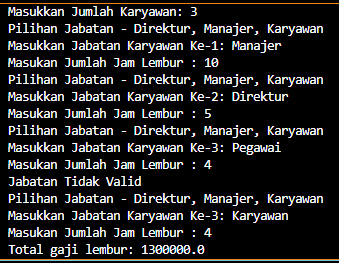 Masukkan Jumlah Karyawan: 3
Pilihan Jabatan - Direktur, Manajer, Karyawan
Masukkan Jabatan Karyawan Ke-1: Manajer
Masukan Jumlah Jam Lembur : 10
Pilihan Jabatan - Direktur, Manajer, Karyawan
Masukkan Jabatan Karyawan Ke-2: Direktur
Masukan Jumlah Jam Lembur : 5
Pilihan Jabatan - Direktur, Manajer, Karyawan
Masukkan Jabatan Karyawan Ke-3: Pegawai
Masukan Jumlah Jam Lembur : 4
Jabatan Tidak Valid
Pilihan Jabatan - Direktur, Manajer, Karyawan
Masukkan Jabatan Karyawan Ke-3: Karyawan
Masukan Jumlah Jam Lembur : 4
Total gaji lembur: 1300000.0